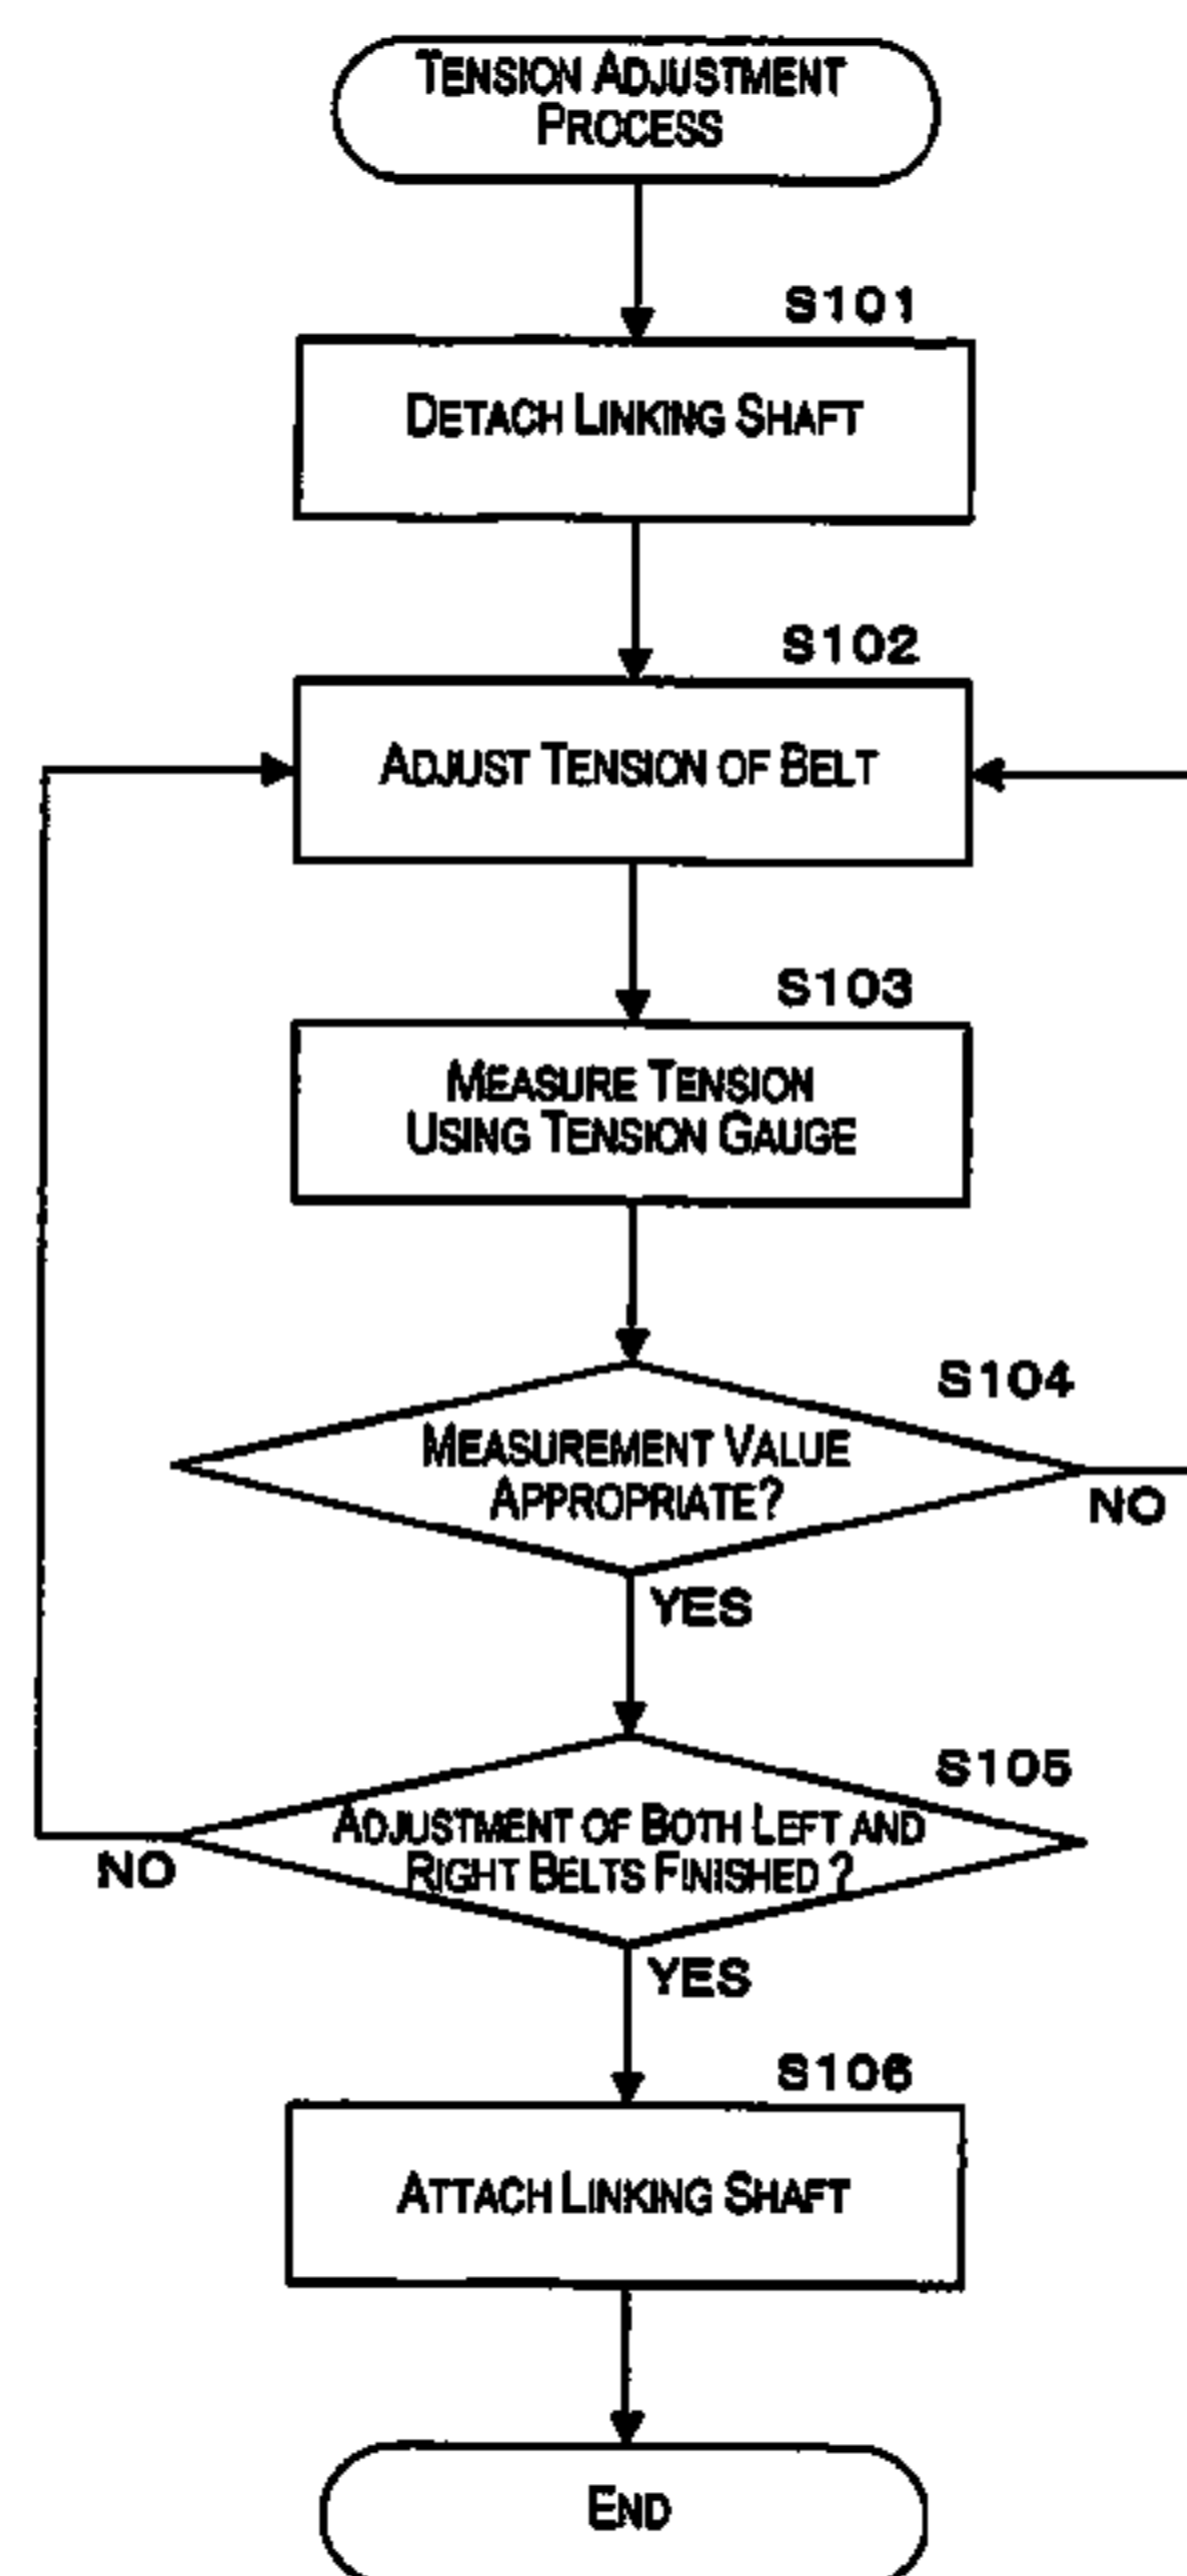 TENSION ADJUSTMENT
PROCESS
S101
DETACH LINKING SHAFT
S102
ADJUST TENSION OF BELT
S103
MEASURE TENSION
USING TENSION GAUGE
S104
MEASUREMENT VALUE
APPROPRIATE?
NO
YES
S105
ADJUSTMENT OF BOTH LEFT AND
RIGHT BELTS FINISHED ?
NO
YES
S106
ATTACH LINKING SHAFT
END